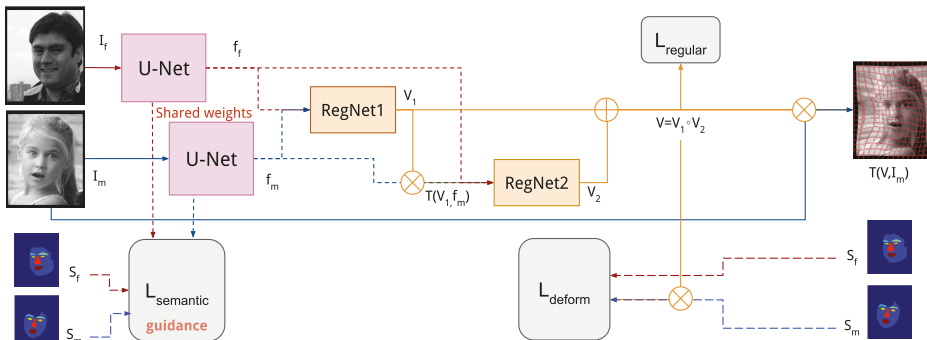 I_f
U-Net
f_f
L_regular
Shared weights
RegNet1
V_1
V=V_1∘V_2
U-Net
I_m
f_m
T(V_1,f_m)
RegNet2
V_2
T(V,I_m)
S_f
L_semantic
guidance
S_m
L_deform
S_f
S_m